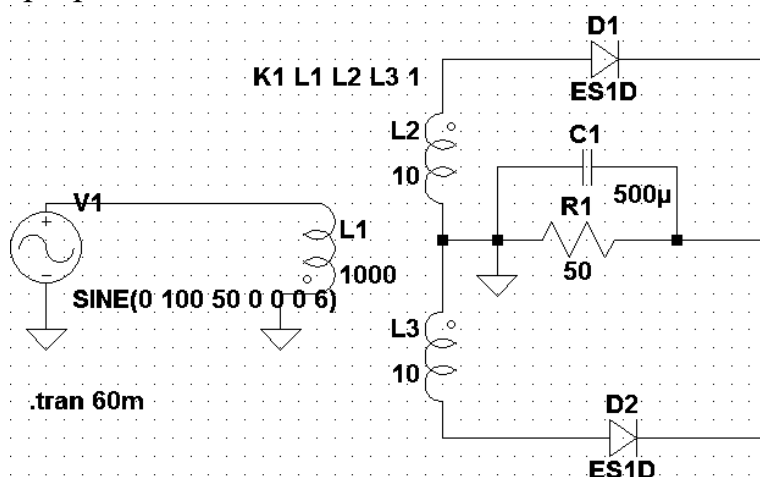 D1
K1 L1 L2 L3 1
ES1D
L2
C1
10
500µ
V1
R1
L1
1000
50
SINE(0 100 50 0 0 0 6)
L3
10
.tran 60m
D2
ES1D